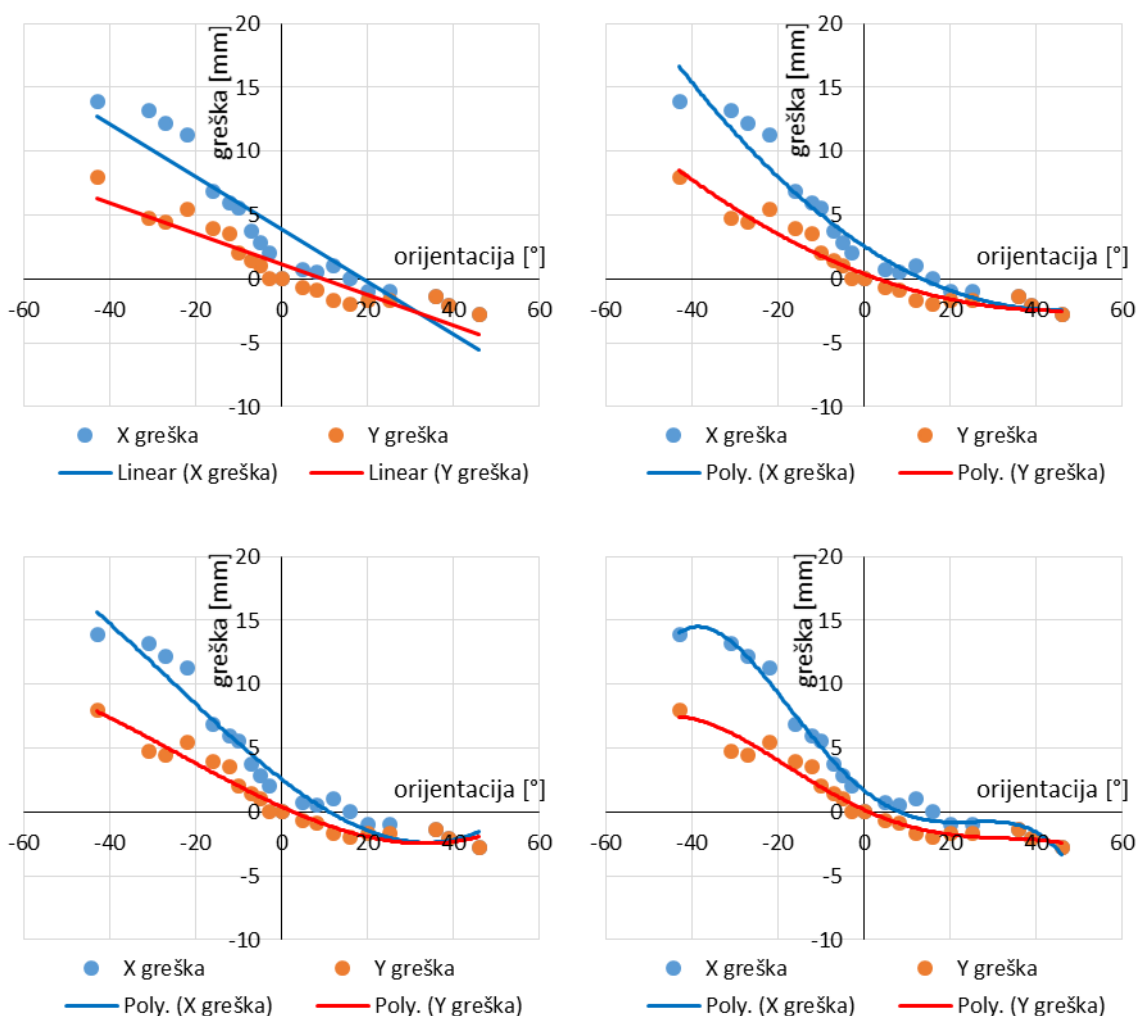 20
15
10
5
0
-5
-10
greška [mm]
orijentacija [°]
-60 -40 -20 0 20 40 60
X greška Y greška
Linear (X greška) Linear (Y greška)
20
15
10
5
0
-5
-10
greška [mm]
orijentacija [°]
-60 -40 -20 0 20 40 60
X greška Y greška
Poly. (X greška) Poly. (Y greška)
20
15
10
5
0
-5
-10
greška [mm]
orijentacija [°]
-60 -40 -20 0 20 40 60
X greška Y greška
Poly. (X greška) Poly. (Y greška)
20
15
10
5
0
-5
-10
greška [mm]
orijentacija [°]
-60 -40 -20 0 20 40 60
X greška Y greška
Poly. (X greška) Poly. (Y greška)